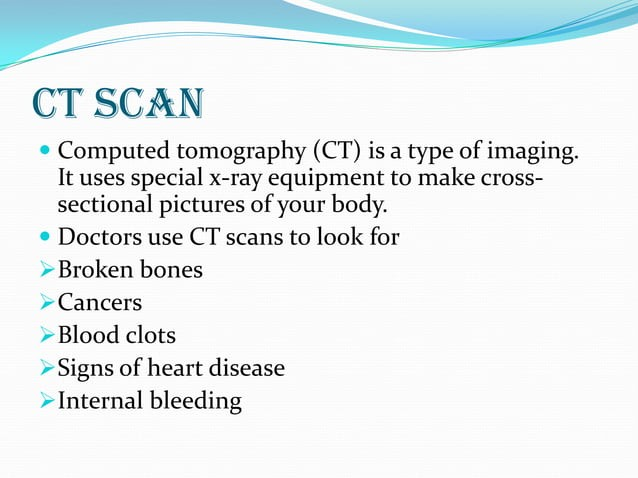 CT SCAN
Computed tomography (CT) is a type of imaging.
It uses special x-ray equipment to make cross-
sectional pictures of your body.
Doctors use CT scans to look for
Broken bones
Cancers
Blood clots
Signs of heart disease
Internal bleeding